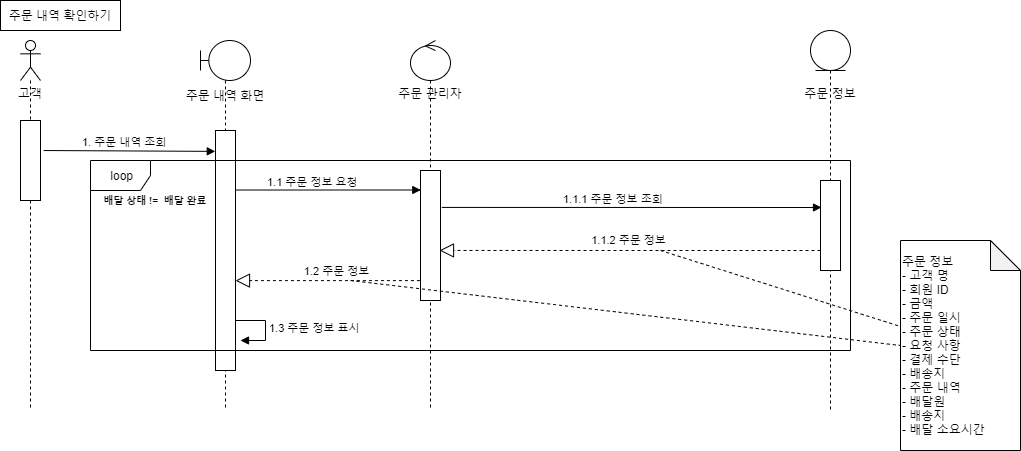 주문 내역 확인하기
고객
주문 내역 화면
주문 관리자
주문 정보
1. 주문 내역 조회
loop
배달 상태 != 배달 완료
1.1 주문 정보 요청
1.1.1 주문 정보 조회
1.1.2 주문 정보
1.2 주문 정보
1.3 주문 정보 표시
주문 정보
- 고객 명
- 회원 ID
- 금액
- 주문 일시
- 주문 상태
- 요청 사항
- 결제 수단
- 배송지
- 주문 내역
- 배달원
- 배송지
- 배달 소요시간